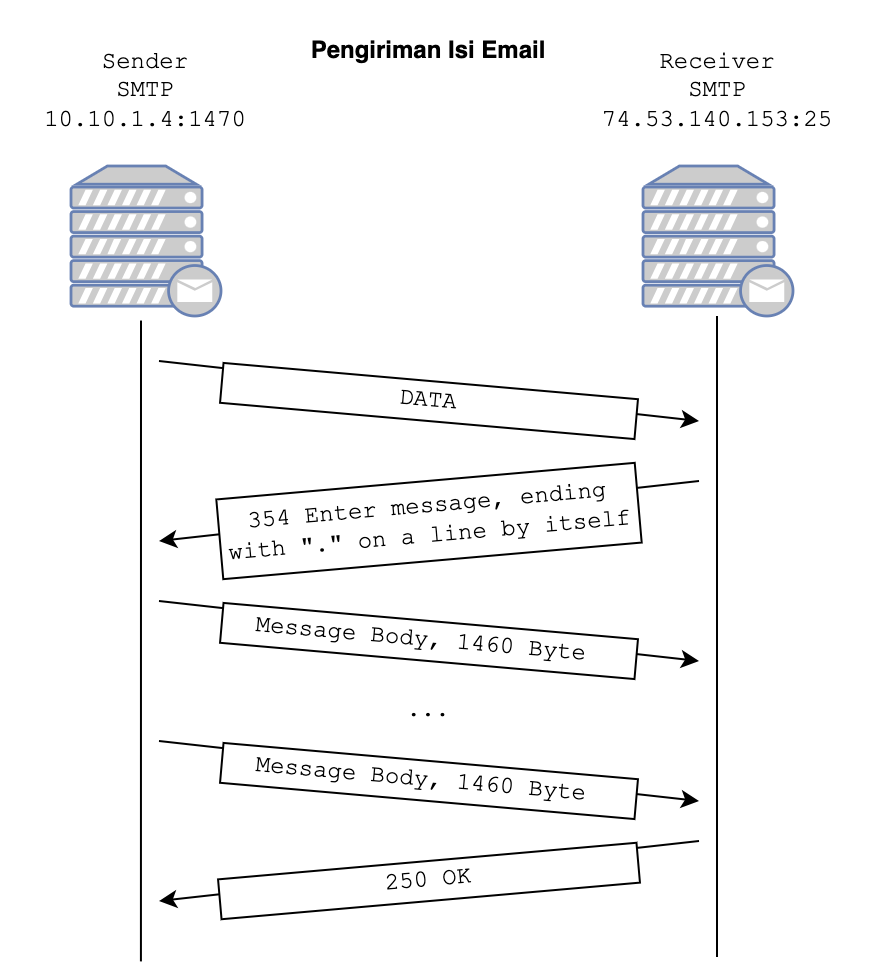 Pengiriman Isi Email
Sender
SMTP
10.10.1.4:1470
Receiver
SMTP
74.53.140.153:25
DATA
354 Enter message, ending
with "." on a line by itself
Message Body, 1460 Byte
...
Message Body, 1460 Byte
250 OK